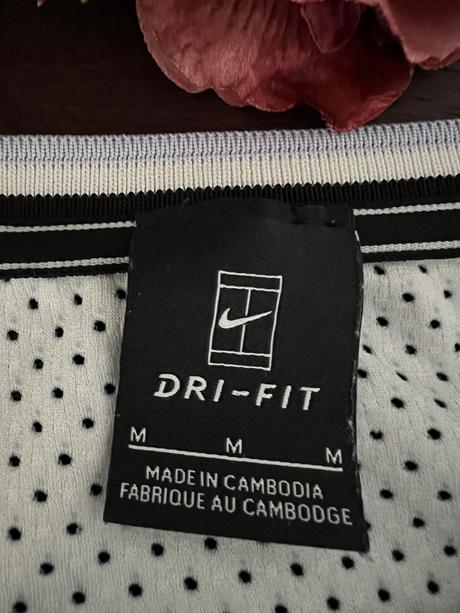 DRI-FIT
M M M
MADE IN CAMBODIA
FABRIQUE AU CAMBODGE